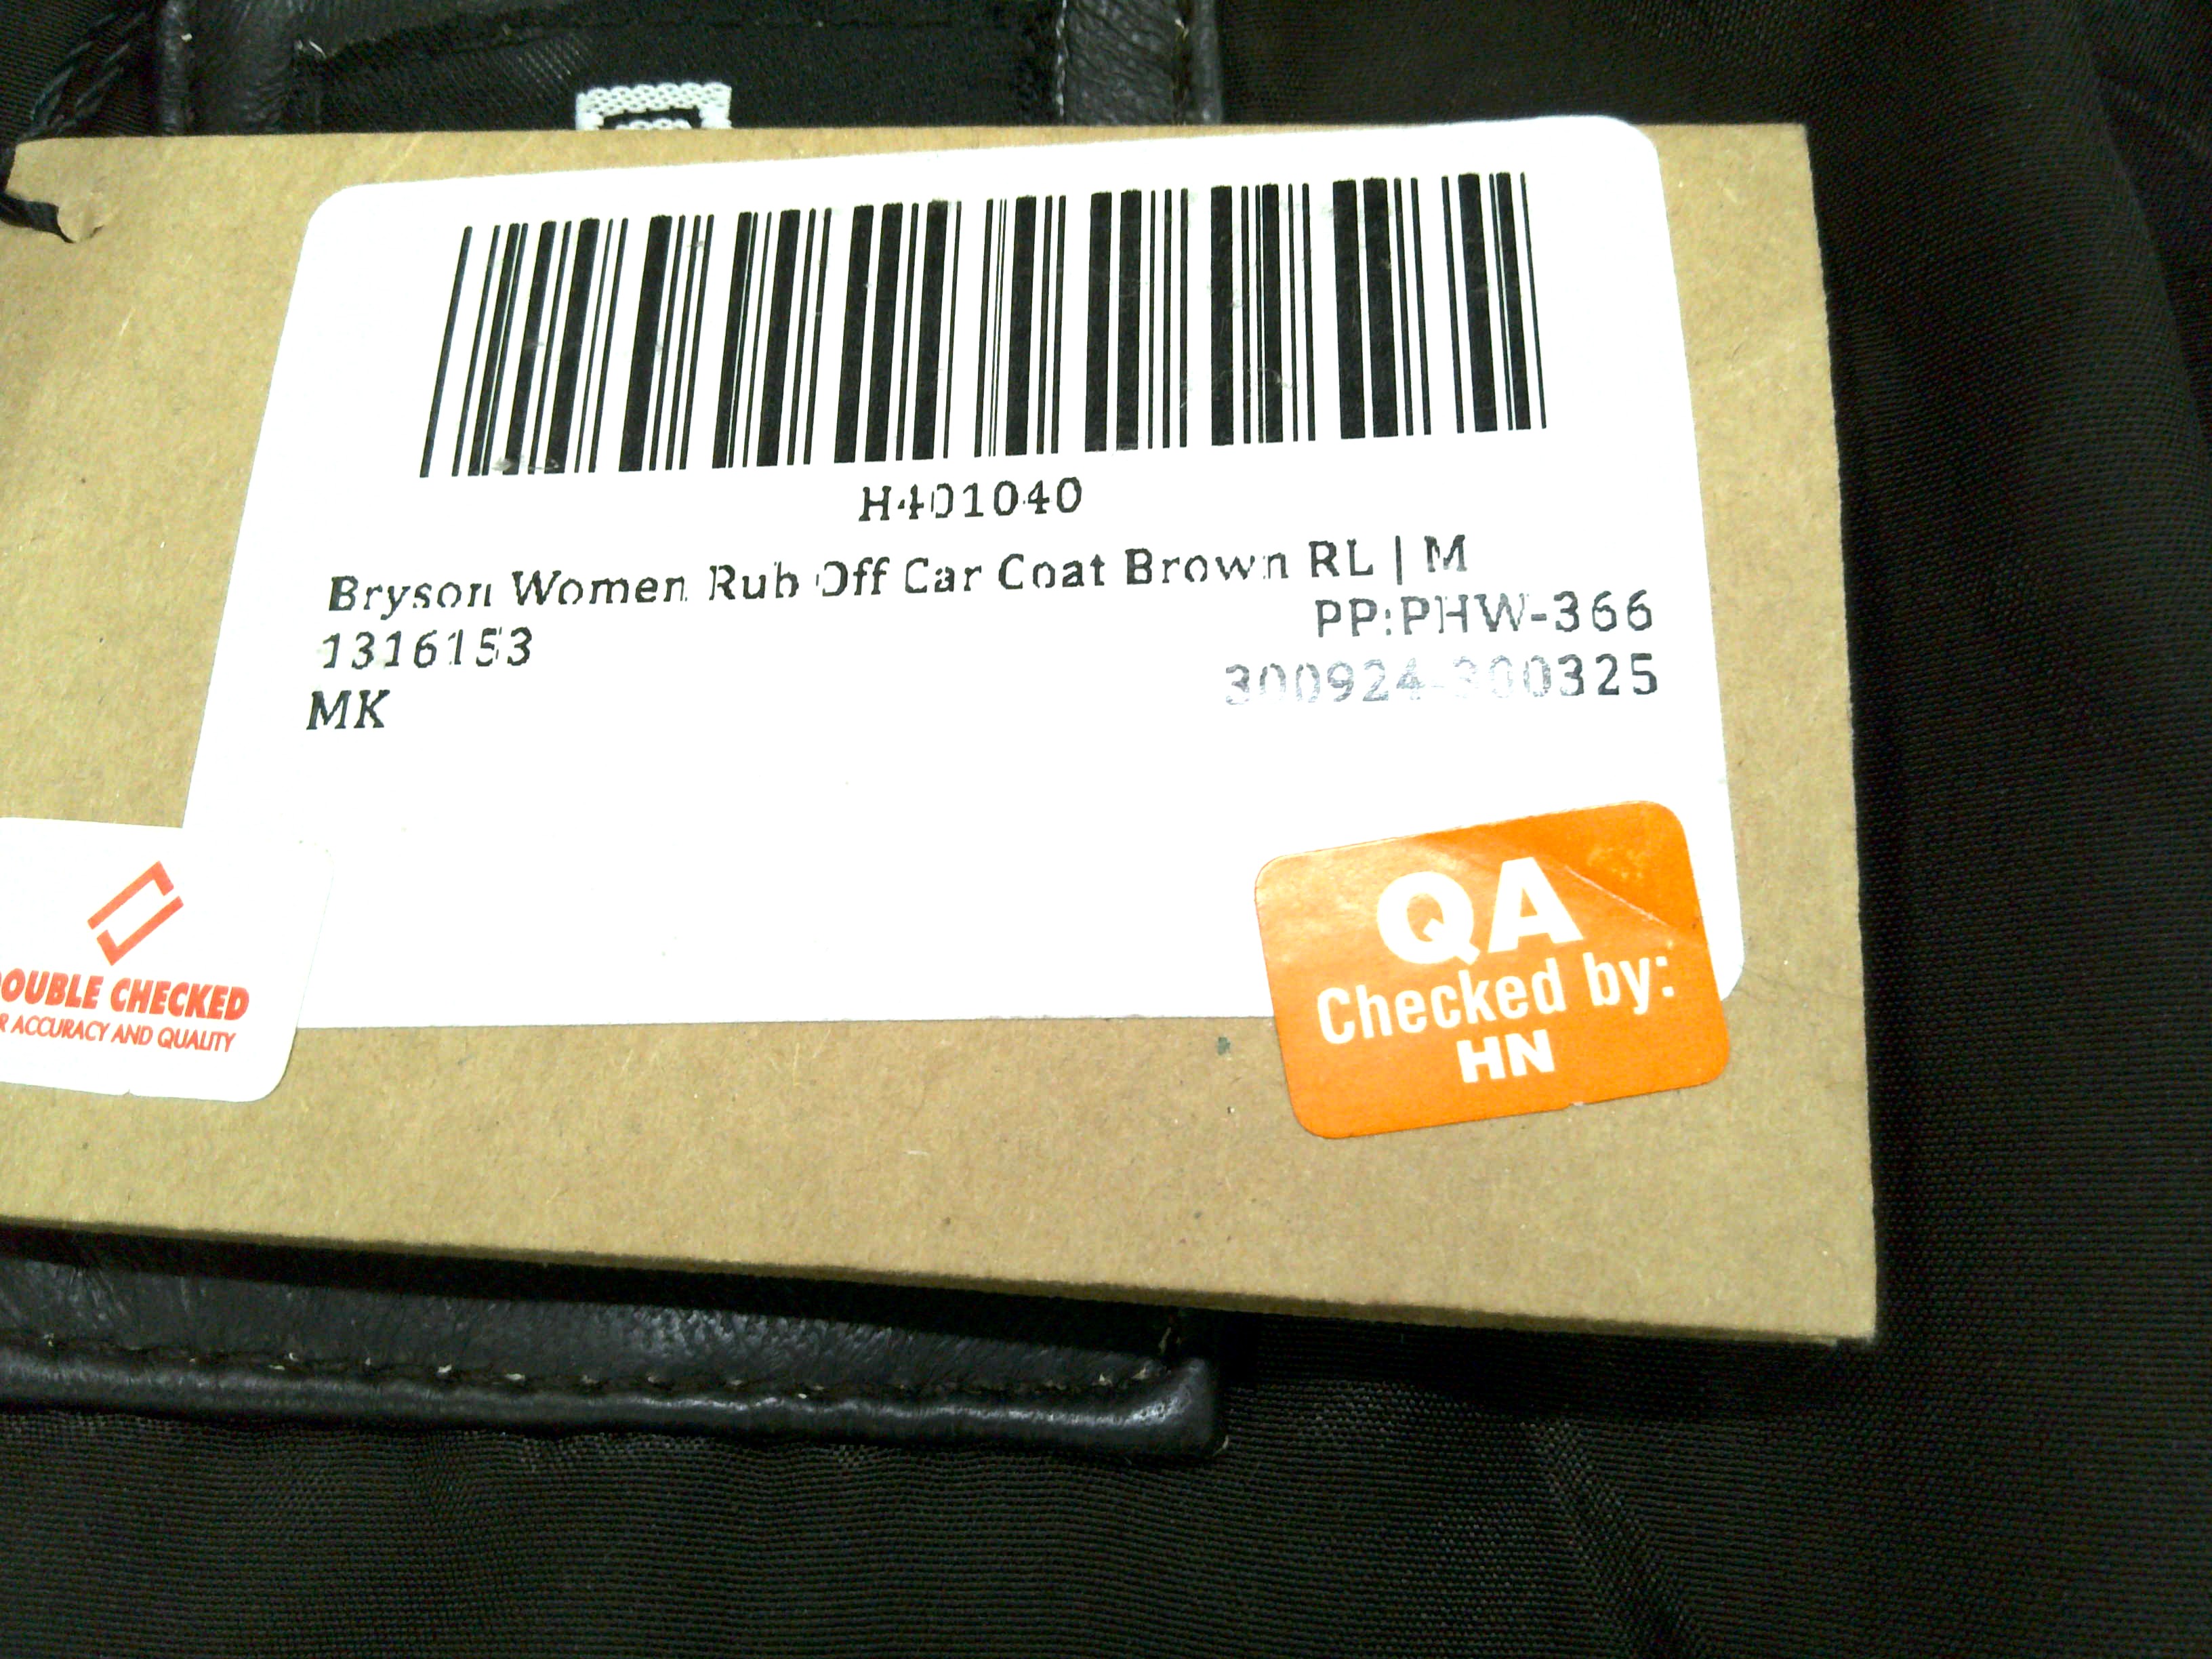 H401040
Bryson Women Rub Off Car Coat Brown RL | M
1316153
PP:PHW-366
MK
300924-300325
OUBLE CHECKED
R ACCURACY AND QUALITY
QA
Checked by:
HN